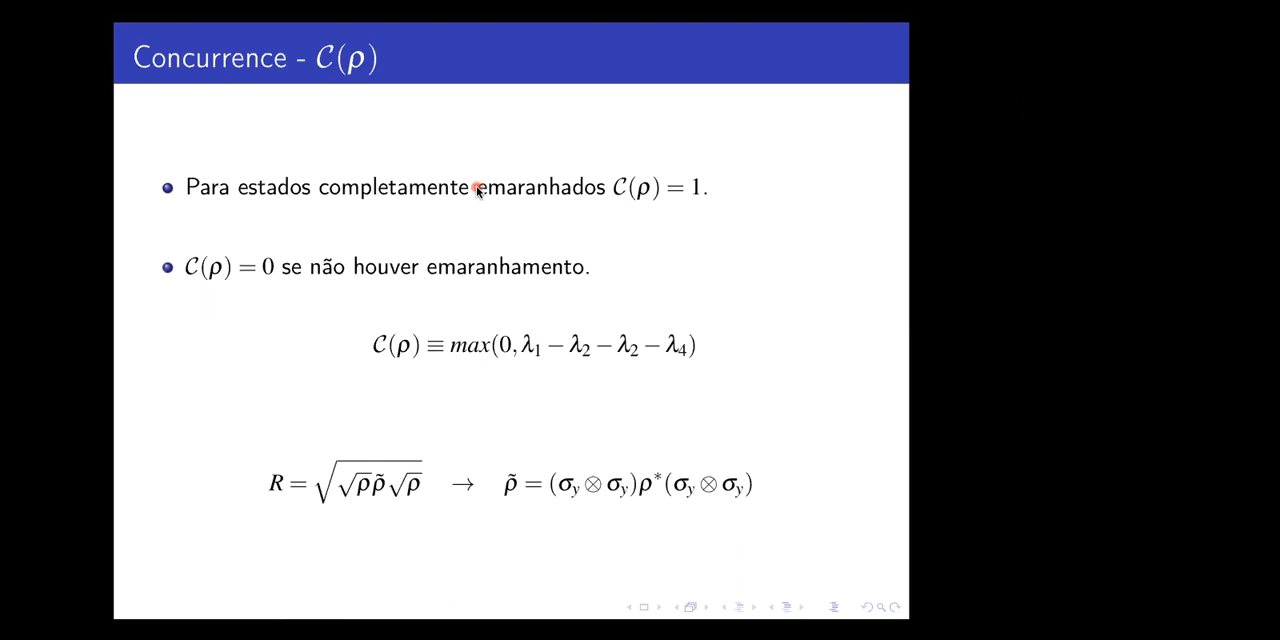 Concurrence - 𝒞(ρ)
Para estados completamente emaranhados 𝒞(ρ) = 1.
𝒞(ρ) = 0 se não houver emaranhamento.
𝒞(ρ) ≡ max(0, λ₁ − λ₂ − λ₂ − λ₄)
R = √(√ρ ρ̃ √ρ) → ρ̃ = (σ_y ⊗ σ_y)ρ*(σ_y ⊗ σ_y)